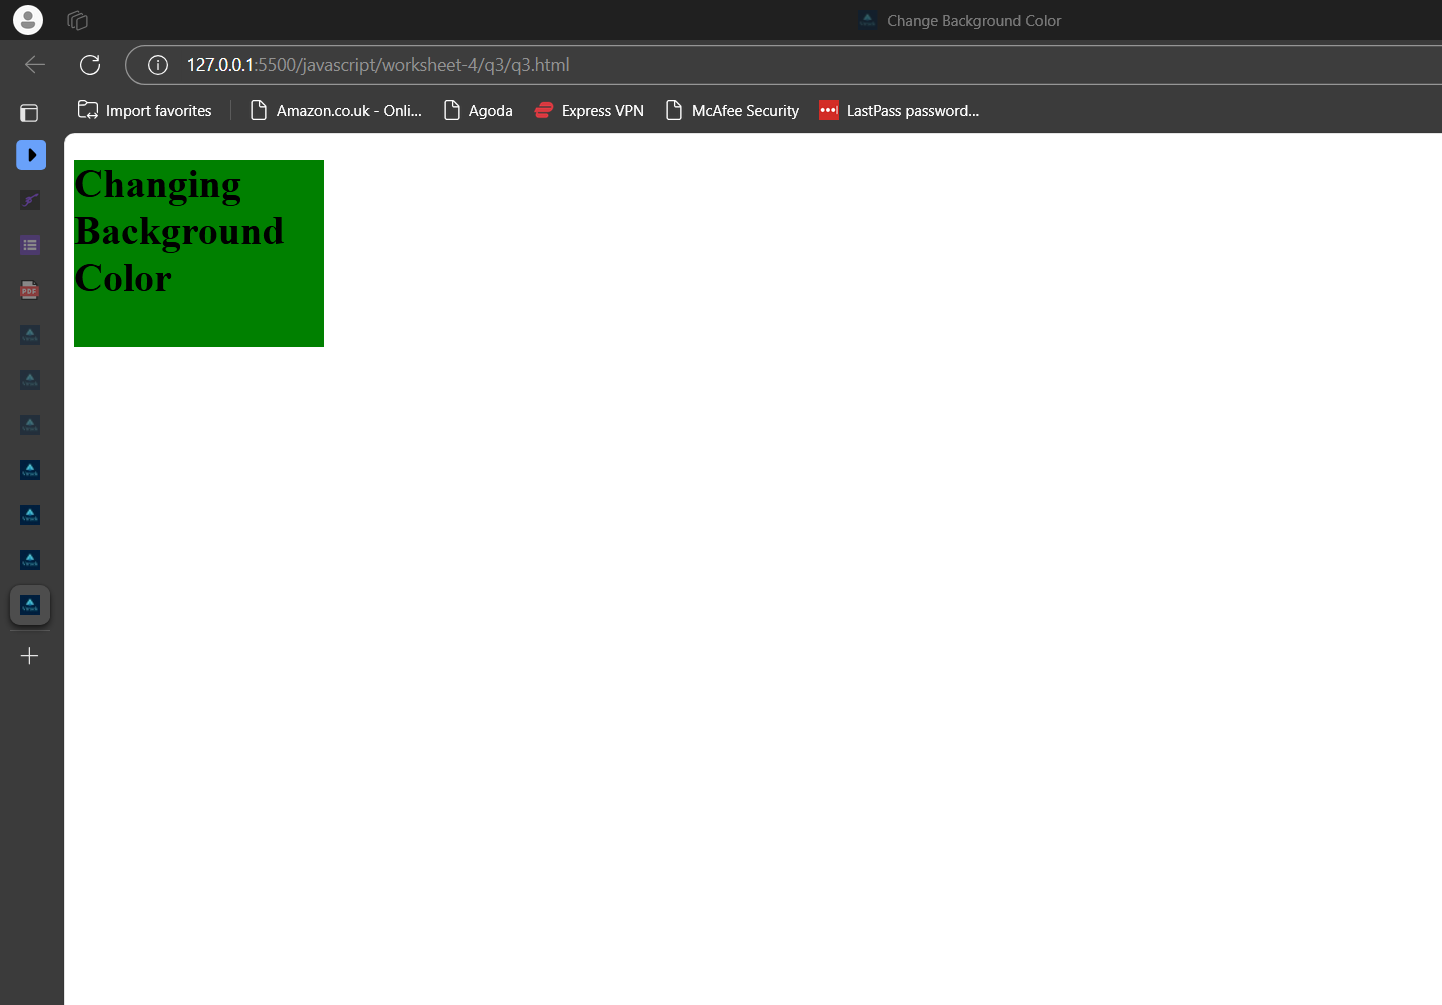 Change Background Color
127.0.0.1:5500/javascript/worksheet-4/q3/q3.html
Import favorites
Amazon.co.uk - Onli...
Agoda
Express VPN
McAfee Security
LastPass password...
PDF
Changing
Background
Color